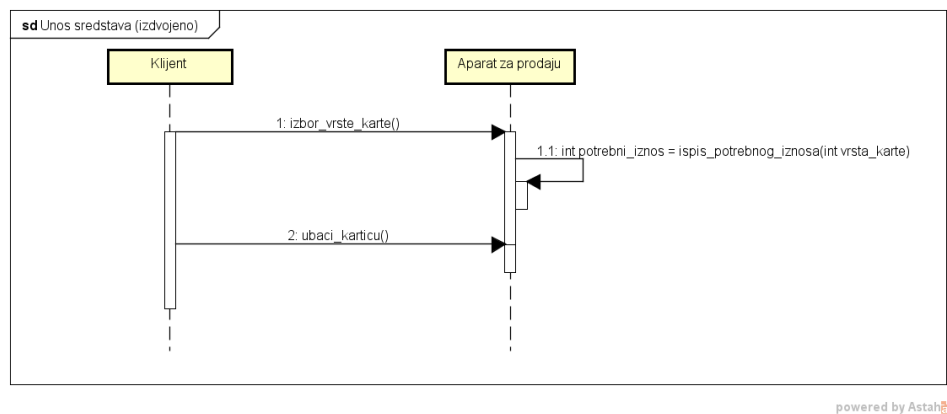 sd Unos sredstava (izdvojeno)
Klijent
Aparat za prodaju
1: izbor_vrste_karte()
1.1: int potrebni_iznos = ispis_potrebnog_iznosa(int vrsta_karte)
2: ubaci_karticu()
powered by Astah